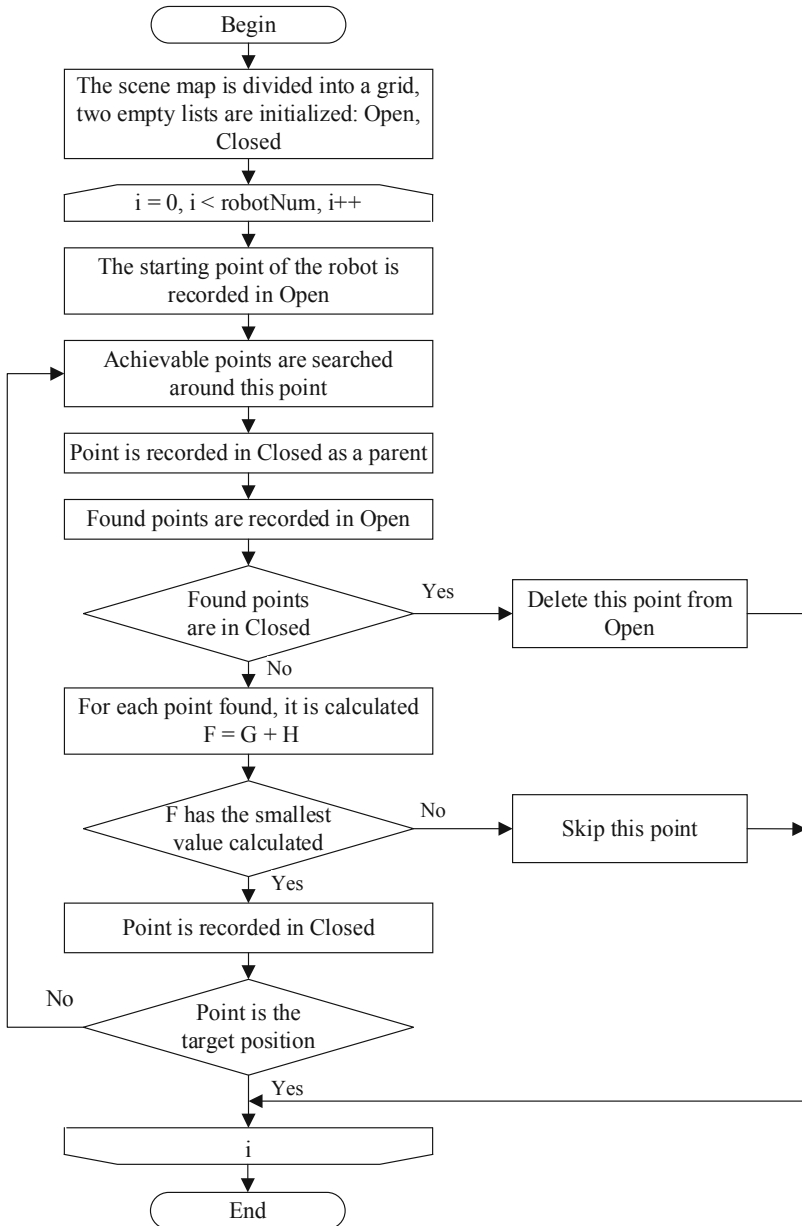 Begin
The scene map is divided into a grid,
two empty lists are initialized: Open,
Closed
i = 0, i < robotNum, i++
The starting point of the robot is
recorded in Open
Achievable points are searched
around this point
Point is recorded in Closed as a parent
Found points are recorded in Open
Found points
are in Closed
Yes
Delete this point from
Open
No
For each point found, it is calculated
F = G + H
F has the smallest
value calculated
No
Skip this point
Yes
Point is recorded in Closed
No
Point is the
target position
Yes
i
End